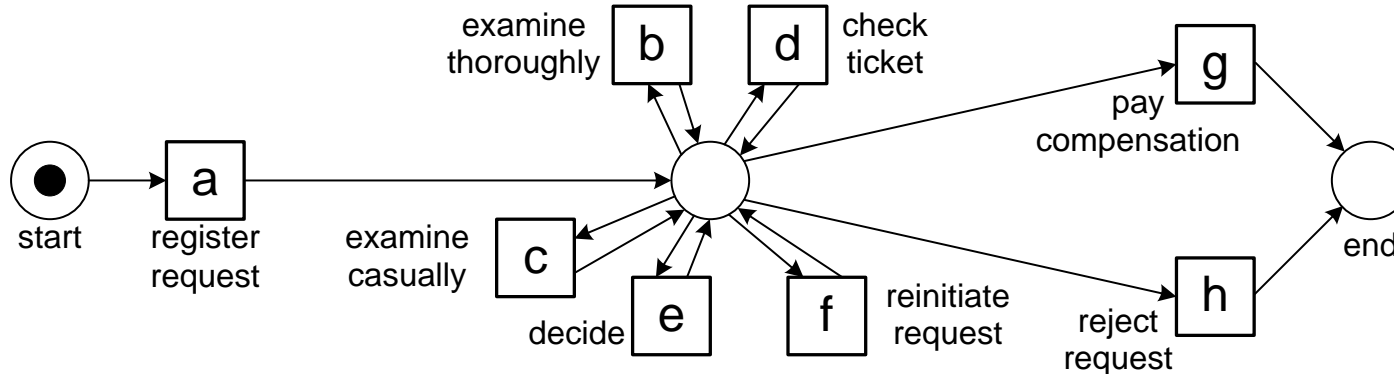 examine
thoroughly
b
d
check
ticket
g
pay
compensation
start
a
register
request
examine
casually
c
decide
e
f
reinitiate
request
h
reject
request
end